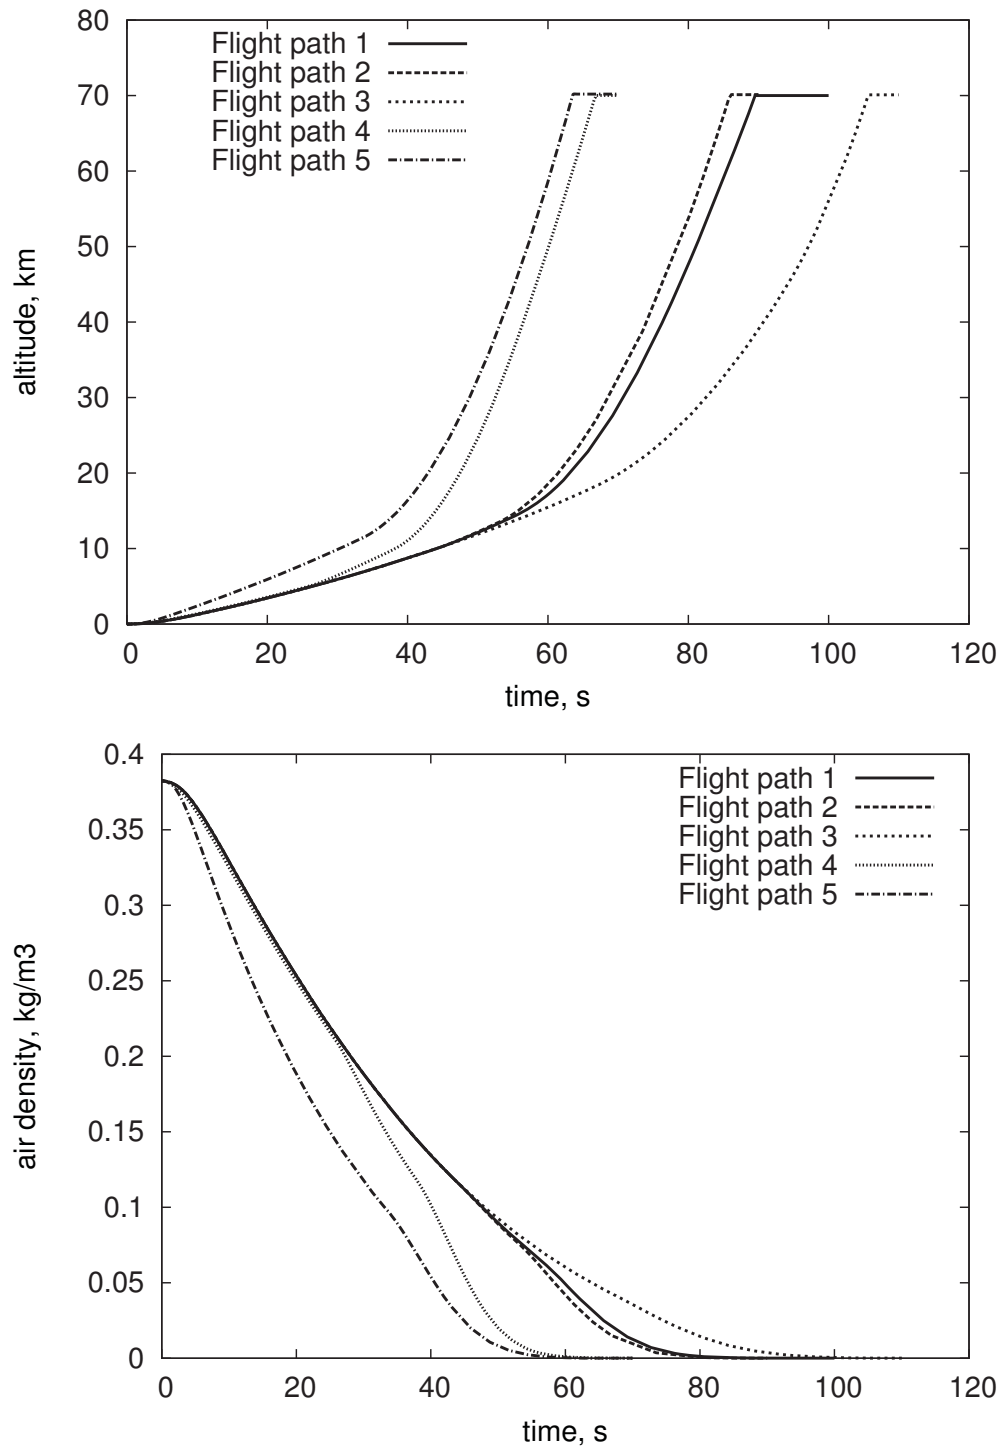 80
70
60
50
40
30
20
10
0
altitude, km
Flight path 1
Flight path 2
Flight path 3
Flight path 4
Flight path 5
0 20 40 60 80 100 120
time, s
0.4
0.35
0.3
0.25
0.2
0.15
0.1
0.05
0
air density, kg/m3
Flight path 1
Flight path 2
Flight path 3
Flight path 4
Flight path 5
0 20 40 60 80 100 120
time, s